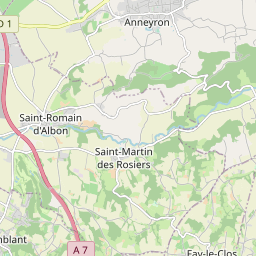 Anneyron
D 1
Saint-Romain
d'Albon
Saint-Martin
des Rosiers
A 7
Fay-le-Clos